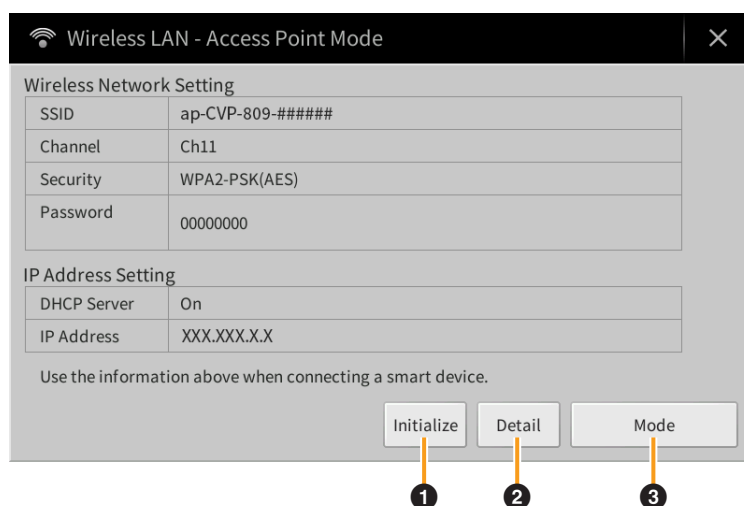 Wireless LAN - Access Point Mode
Wireless Network Setting
SSID ap-CVP-809-######
Channel Ch11
Security WPA2-PSK(AES)
Password 00000000
IP Address Setting
DHCP Server On
IP Address XXX.XXX.X.X
Use the information above when connecting a smart device.
Initialize Detail Mode
1 2 3